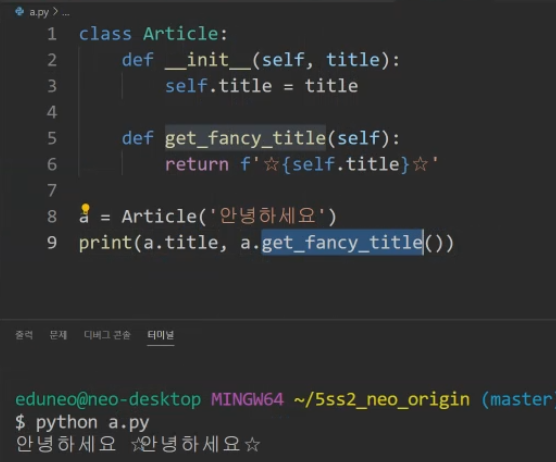 a.py > ...
1 class Article:
2     def __init__(self, title):
3         self.title = title
4
5     def get_fancy_title(self):
6         return f'☆{self.title}☆'
7
8 a = Article('안녕하세요')
9 print(a.title, a.get_fancy_title())
출력 문제 디버그 콘솔 터미널
eduneo@neo-desktop MINGW64 ~/5ss2_neo_origin (master
$ python a.py
안녕하세요 ☆안녕하세요☆